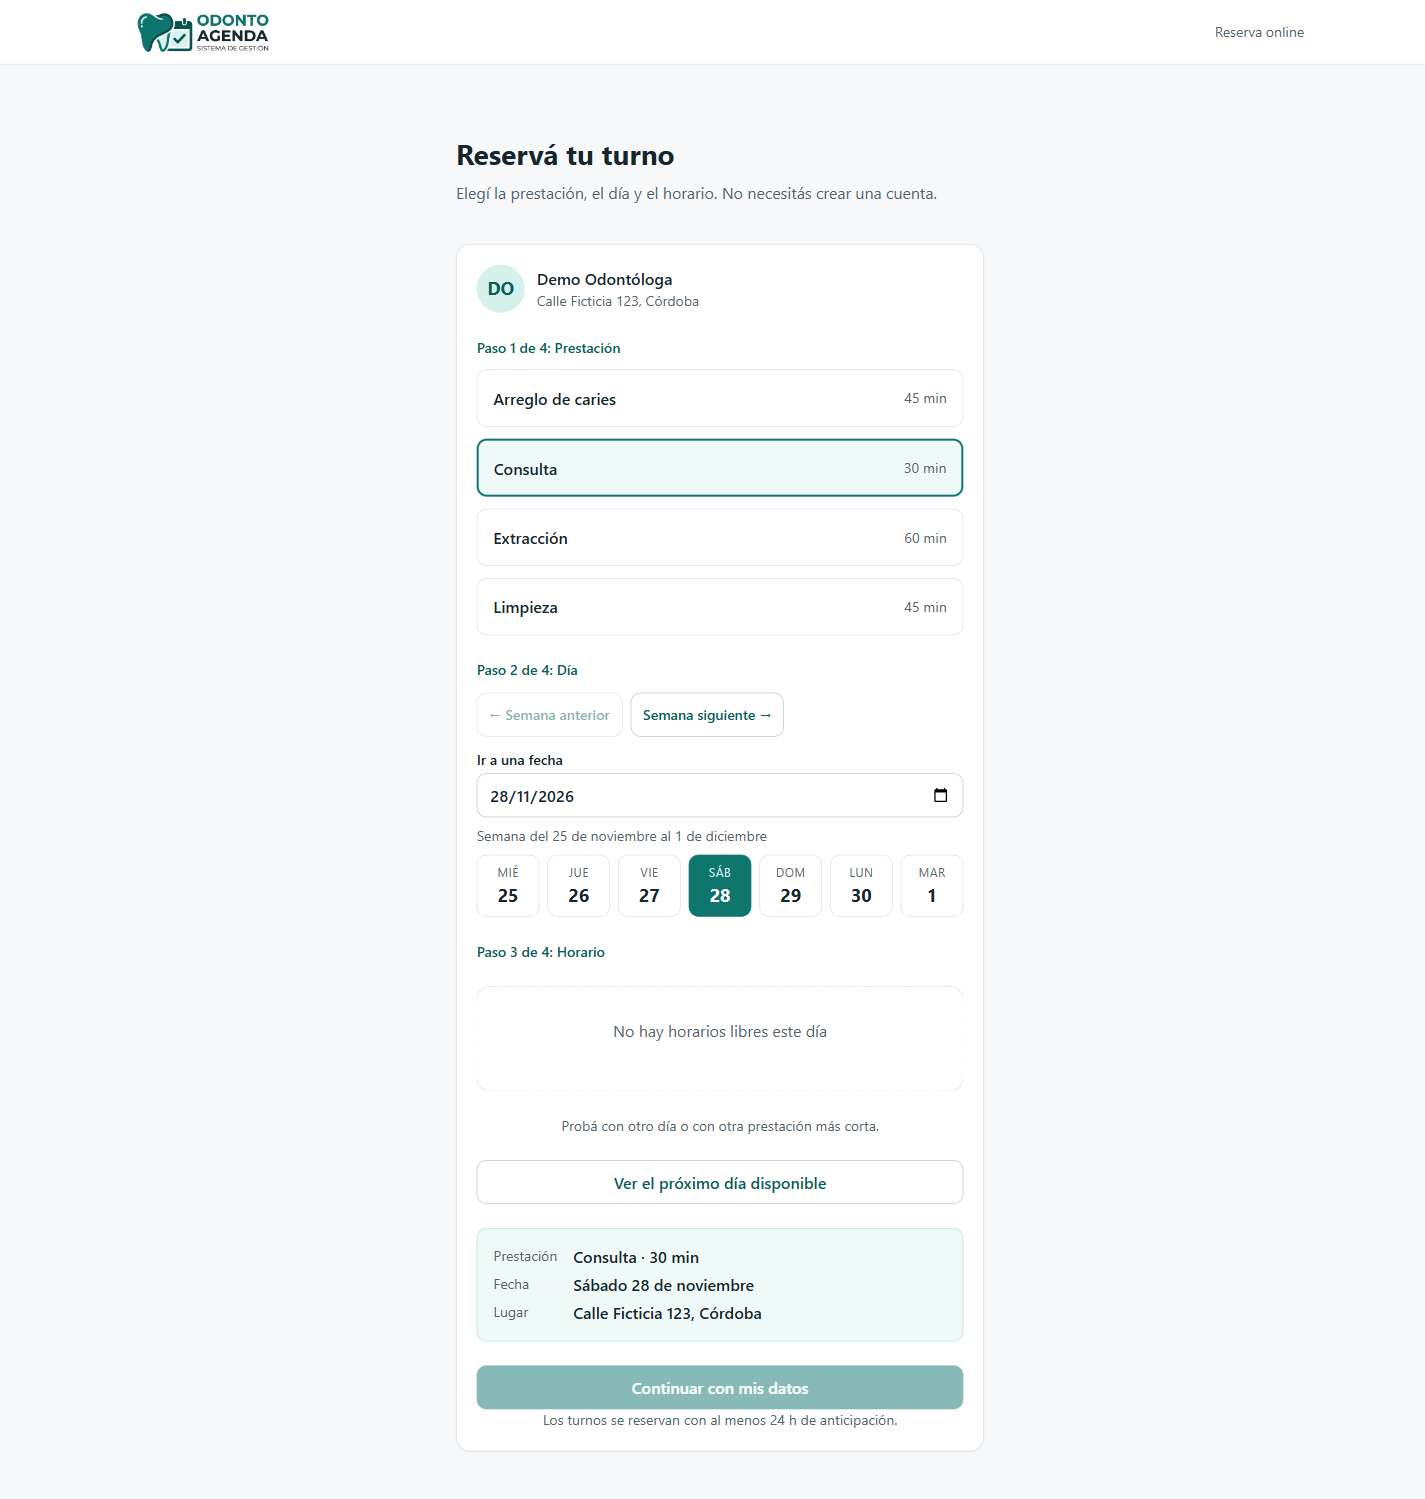 ODONTO
AGENDA
SISTEMA DE GESTIÓN
Reserva online
Reservá tu turno
Elegí la prestación, el día y el horario. No necesitás crear una cuenta.
DO
Demo Odontóloga
Calle Ficticia 123, Córdoba
Paso 1 de 4: Prestación
Arreglo de caries 45 min
Consulta 30 min
Extracción 60 min
Limpieza 45 min
Paso 2 de 4: Día
← Semana anterior Semana siguiente →
Ir a una fecha
28/11/2026
Semana del 25 de noviembre al 1 de diciembre
MIÉ JUE VIE SÁB DOM LUN MAR
25 26 27 28 29 30 1
Paso 3 de 4: Horario
No hay horarios libres este día
Probá con otro día o con otra prestación más corta.
Ver el próximo día disponible
Prestación Consulta · 30 min
Fecha Sábado 28 de noviembre
Lugar Calle Ficticia 123, Córdoba
Continuar con mis datos
Los turnos se reservan con al menos 24 h de anticipación.